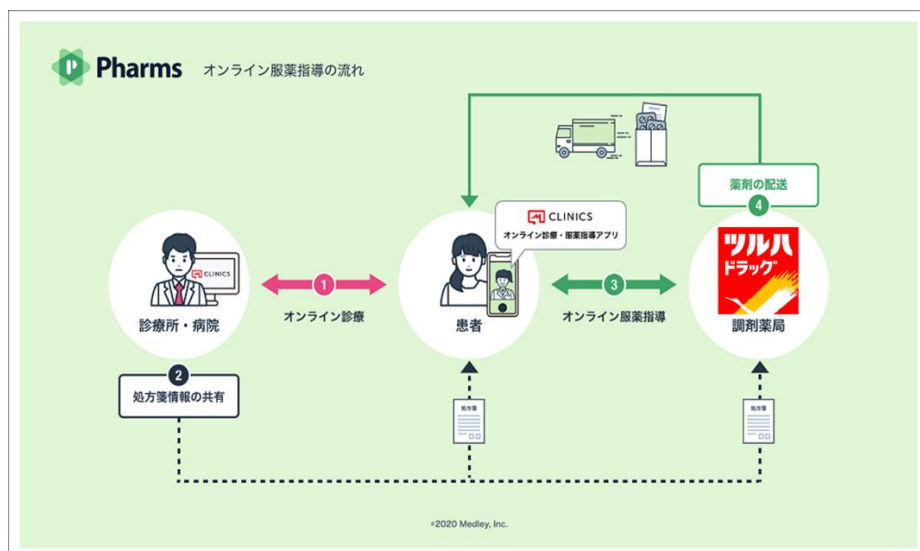 Pharms オンライン服薬指導の流れ
薬剤の配送
4
CLINICS
オンライン診療・服薬指導アプリ
ツルハ
ドラッグ
CLINICS
1
3
診療所・病院
オンライン診療
患者
オンライン服薬指導
調剤薬局
2
処方箋情報の共有
処方箋
処方箋
©2020 Medley, Inc.